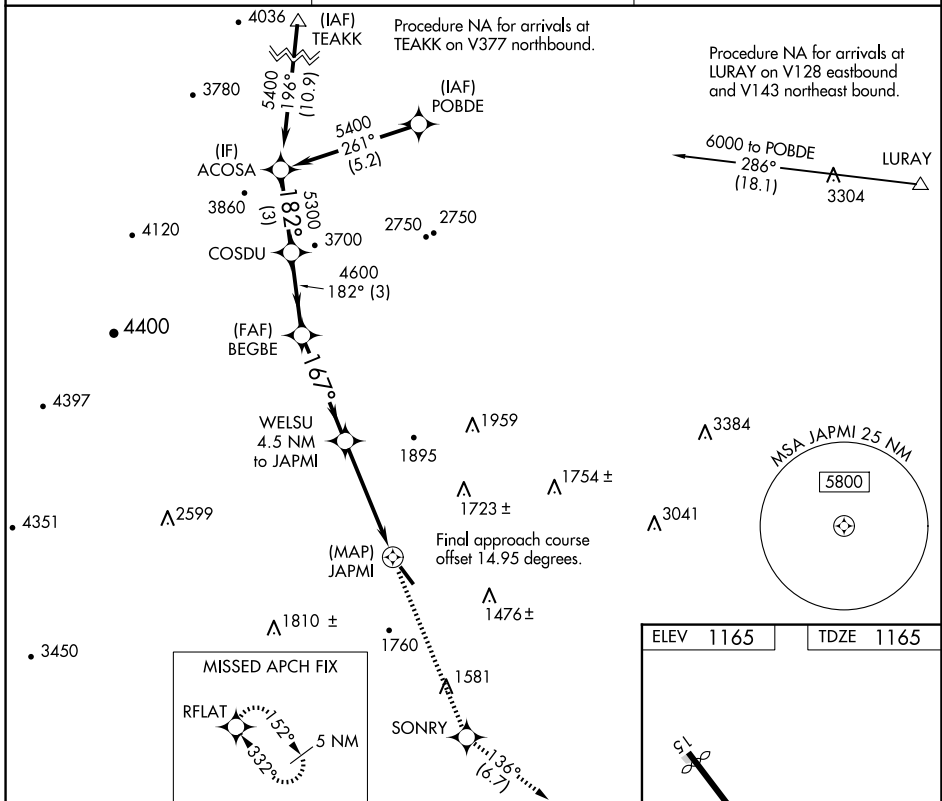 4036
(IAF)
TEAKK
Procedure NA for arrivals at
TEAKK on V377 northbound.
Procedure NA for arrivals at
LURAY on V128 eastbound
and V143 northeast bound.
3780
5400
196°
(10.9)
(IAF)
POBDE
5400
261°
(5.2)
6000 to POBDE
286°
(18.1)
LURAY
3304
(IF)
ACOSA
3860
5300
182°
(3)
4120
2750
2750
COSDU
3700
4600
182° (3)
4400
(FAF)
BEGBE
167°
4397
WELSU
4.5 NM
to JAPMI
1959
1895
3384
MSA JAPMI 25 NM
5800
1754 ±
1723 ±
2599
4351
3041
Final approach course
offset 14.95 degrees.
(MAP)
JAPMI
1476 ±
1810 ±
1760
3450
ELEV 1165
TDZE 1165
MISSED APCH FIX
RFLAT
152°
332°
5 NM
1581
SONRY
136°
(6.7)
15